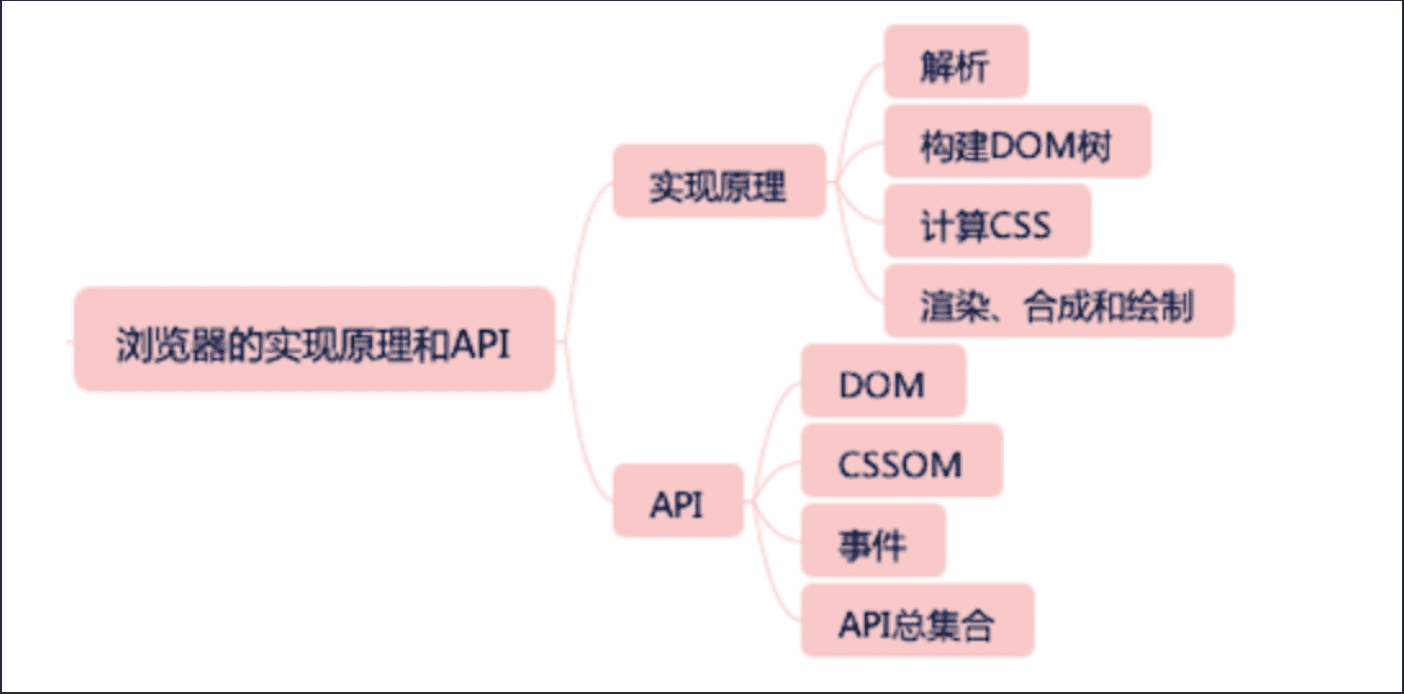 浏览器的实现原理和API
实现原理
解析
构建DOM树
计算CSS
渲染、合成和绘制
API
DOM
CSSOM
事件
API总集合